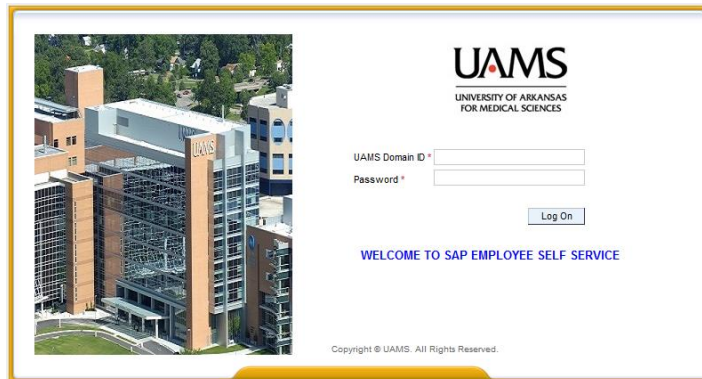 UAMS
UAMS
UNIVERSITY OF ARKANSAS
FOR MEDICAL SCIENCES
UAMS Domain ID *
Password *
Log On
WELCOME TO SAP EMPLOYEE SELF SERVICE
Copyright © UAMS. All Rights Reserved.